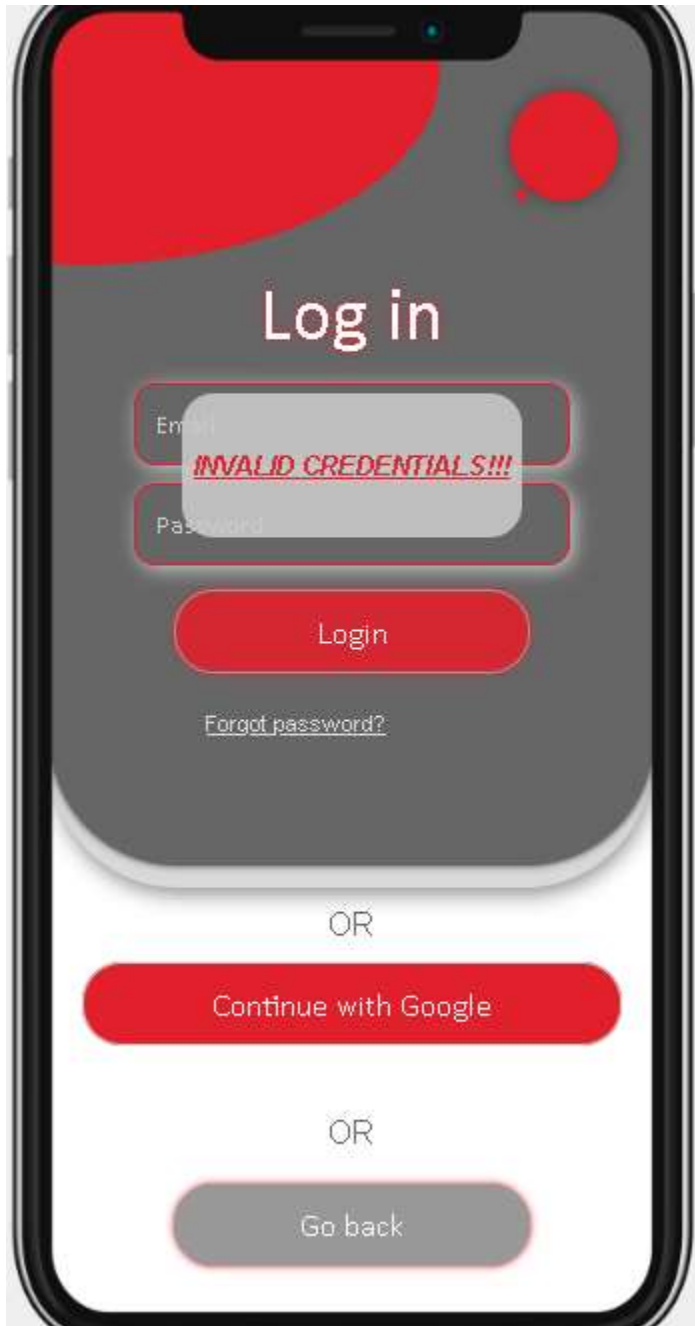 Log in
Email
INVALID CREDENTIALS!!!
Password
Login
Forgot password?
OR
Continue with Google
OR
Go back